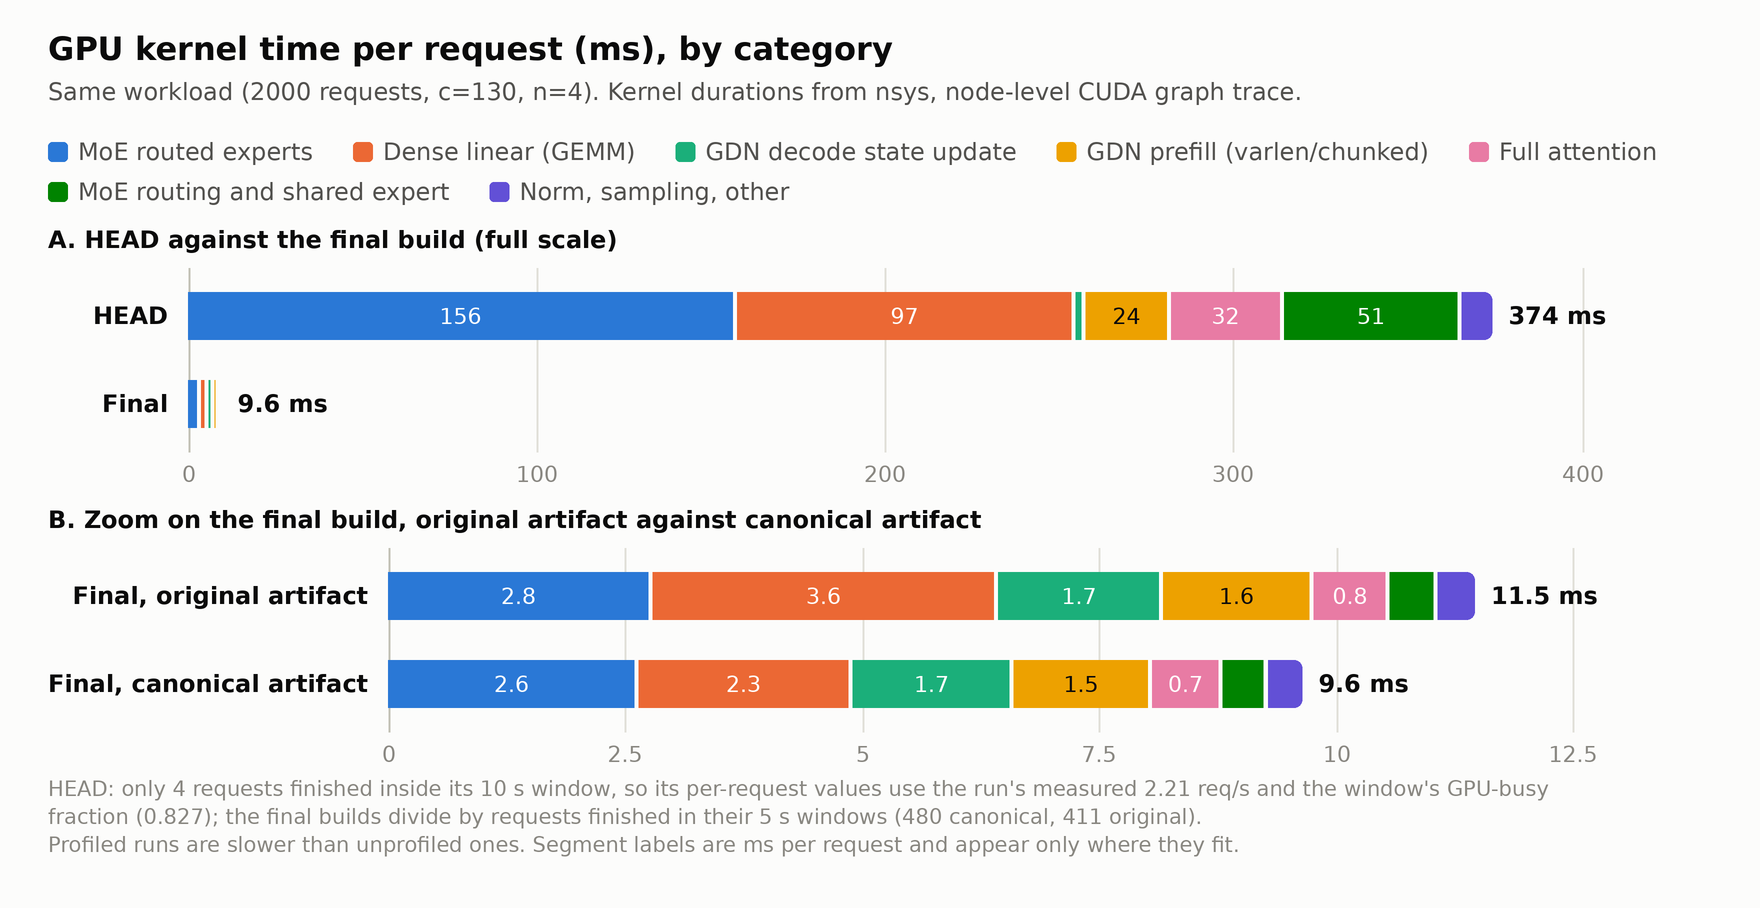 GPU kernel time per request (ms), by category
Same workload (2000 requests, c=130, n=4). Kernel durations from nsys, node-level CUDA graph trace.
MoE routed experts Dense linear (GEMM) GDN decode state update GDN prefill (varlen/chunked) Full attention
MoE routing and shared expert Norm, sampling, other
A. HEAD against the final build (full scale)
HEAD 156 97 24 32 51 374 ms
Final 9.6 ms
0 100 200 300 400
B. Zoom on the final build, original artifact against canonical artifact
Final, original artifact 2.8 3.6 1.7 1.6 0.8 11.5 ms
Final, canonical artifact 2.6 2.3 1.7 1.5 0.7 9.6 ms
0 2.5 5 7.5 10 12.5
HEAD: only 4 requests finished inside its 10 s window, so its per-request values use the run's measured 2.21 req/s and the window's GPU-busy
fraction (0.827); the final builds divide by requests finished in their 5 s windows (480 canonical, 411 original).
Profiled runs are slower than unprofiled ones. Segment labels are ms per request and appear only where they fit.